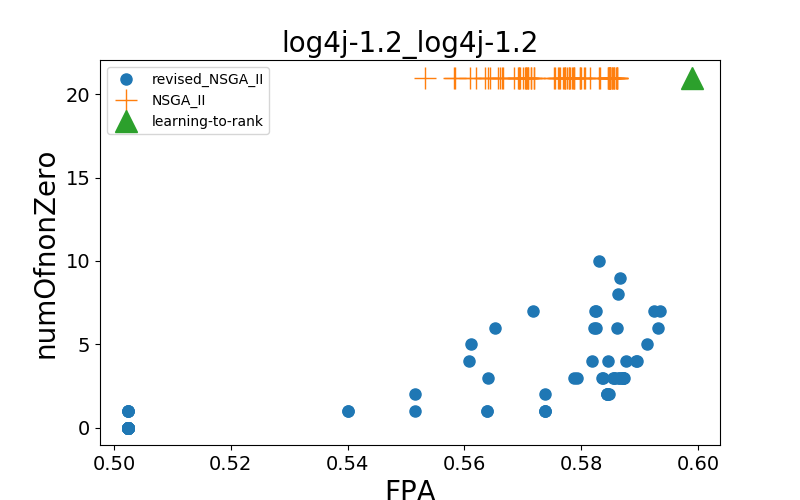 log4j-1.2_log4j-1.2
revised_NSGA_II
NSGA_II
learning-to-rank
numOfnonZero
20
15
10
5
0
0.50 0.52 0.54 0.56 0.58 0.60
FPA